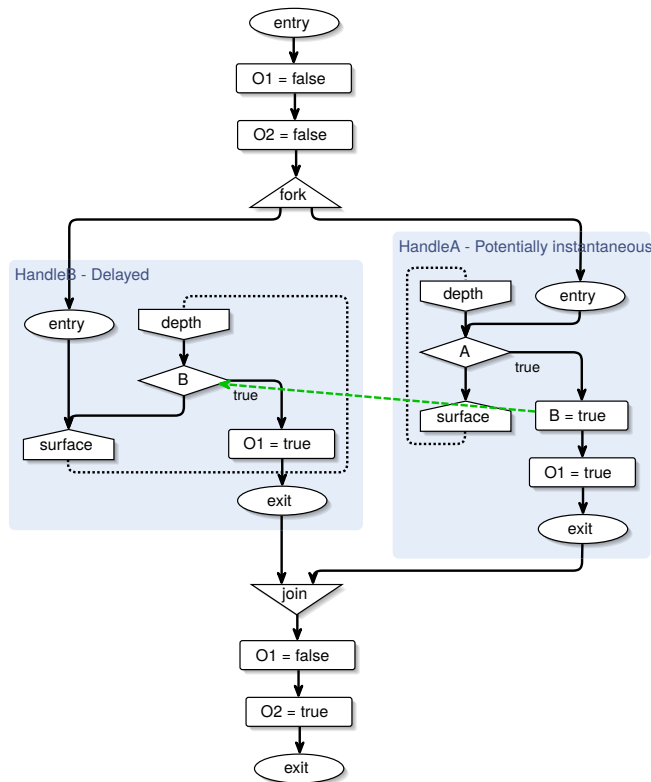 entry
O1 = false
O2 = false
fork
HandleA - Potentially instantaneous
HandleB - Delayed
depth
entry
depth
entry
A
true
B
true
surface
B = true
surface
O1 = true
O1 = true
exit
exit
join
O1 = false
O2 = true
exit